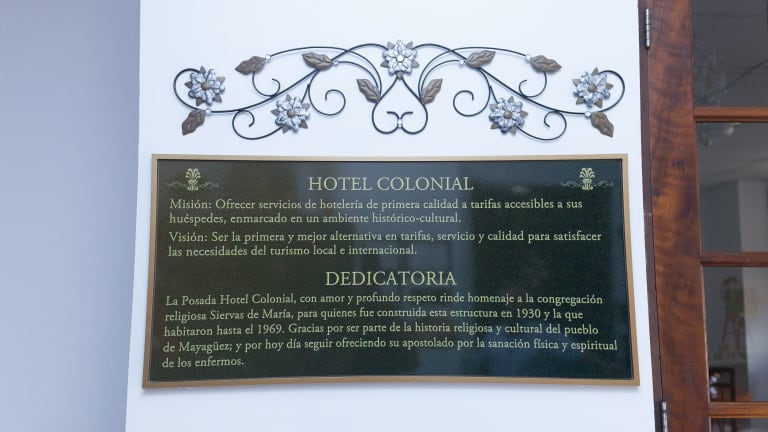 HOTEL COLONIAL
Misión: Ofrecer servicios de hotelería de primera calidad a tarifas accesibles a sus
huéspedes, enmarcado en un ambiente histórico-cultural.
Visión: Ser la primera y mejor alternativa en tarifas, servicio y calidad para satisfacer
las necesidades del turismo local e internacional.
DEDICATORIA
La Posada Hotel Colonial, con amor y profundo respeto rinde homenaje a la congregación
religiosa Siervas de María, para quienes fue construida esta estructura en 1930 y la que
habitaron hasta el 1969. Gracias por ser parte de la historia religiosa y cultural del pueblo
de Mayagüez; y por hoy día seguir ofreciendo su apostolado por la sanación física y espiritual
de los enfermos.